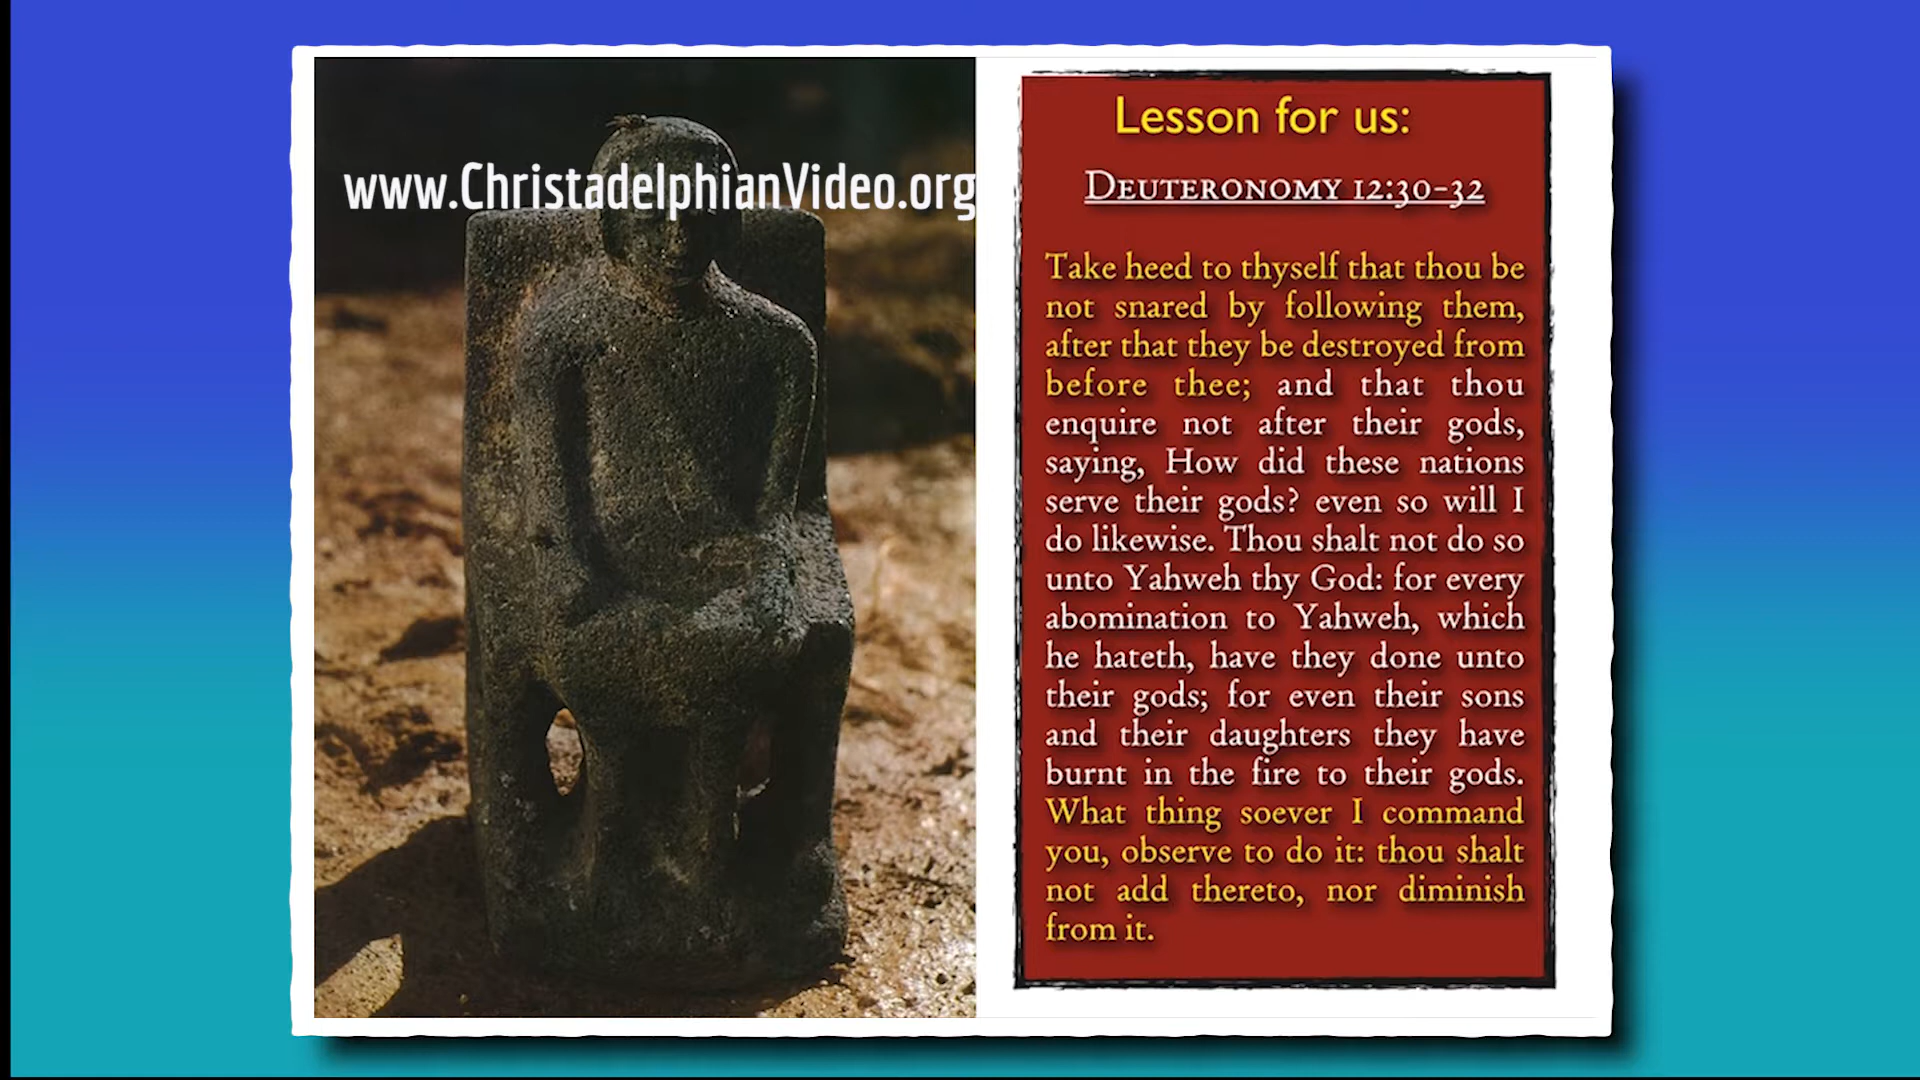 www.ChristadelphianVideo.org
Lesson for us:
Deuteronomy 12:30-32
Take heed to thyself that thou be
not snared by following them,
after that they be destroyed from
before thee; and that thou
enquire not after their gods,
saying, How did these nations
serve their gods? even so will I
do likewise. Thou shalt not do so
unto Yahweh thy God: for every
abomination to Yahweh, which
he hateth, have they done unto
their gods; for even their sons
and their daughters they have
burnt in the fire to their gods.
What thing soever I command
you, observe to do it: thou shalt
not add thereto, nor diminish
from it.